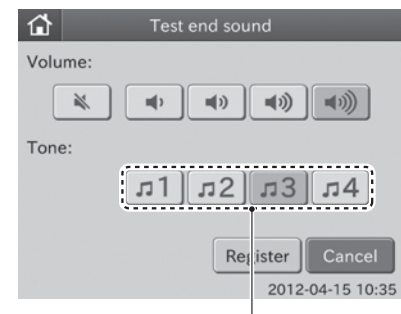 Test end sound
Volume:
Tone:
♫1 ♫2 ♫3 ♫4
Register Cancel
2012-04-15 10:35